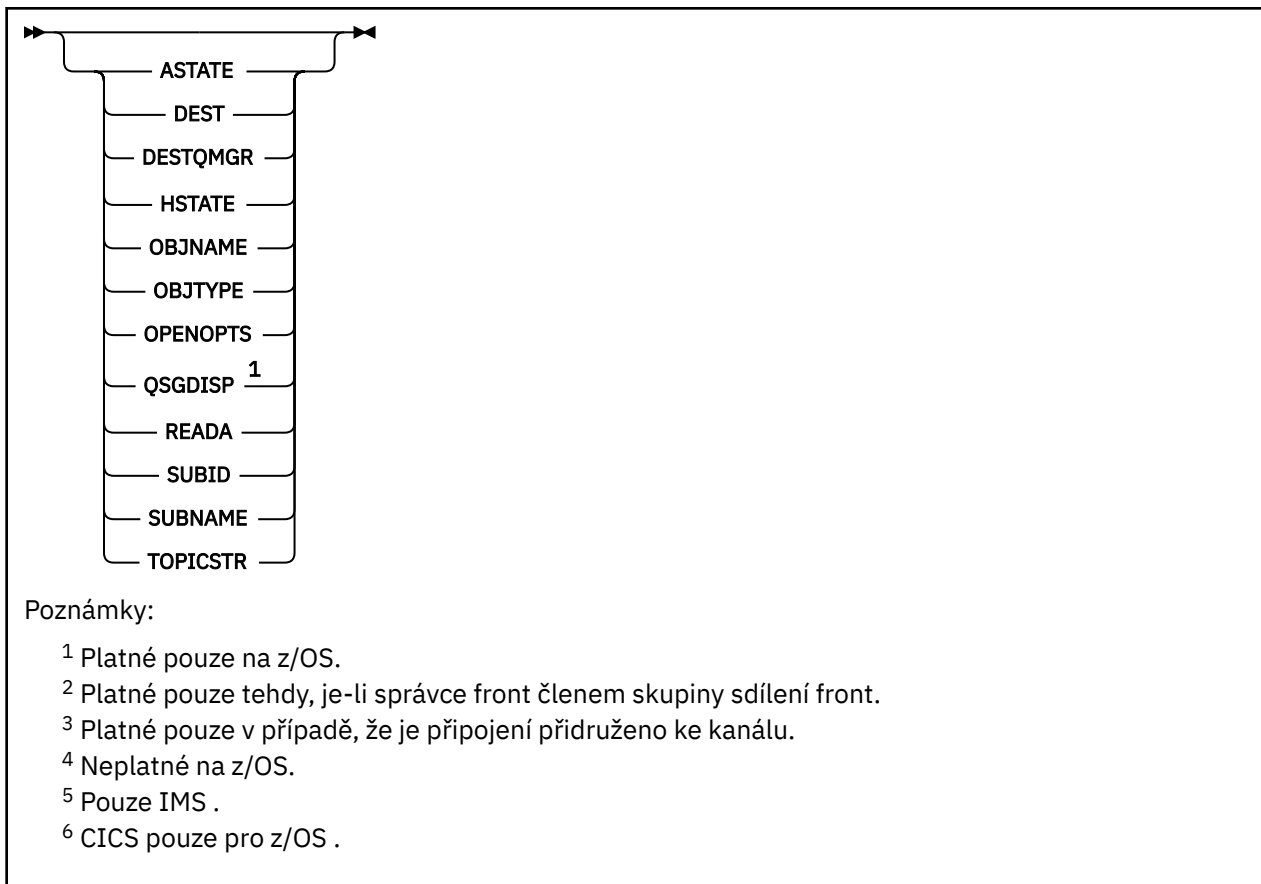 ASTATE
DEST
DESTQMGR
HSTATE
OBJNAME
OBJTYPE
OPENOPTS
QSGDISP 1
READA
SUBID
SUBNAME
TOPICSTR
Poznámky:
1 Platné pouze na z/OS.
2 Platné pouze tehdy, je-li správce front členem skupiny sdílení front.
3 Platné pouze v případě, že je připojení přidruženo ke kanálu.
4 Neplatné na z/OS.
5 Pouze IMS .
6 CICS pouze pro z/OS .